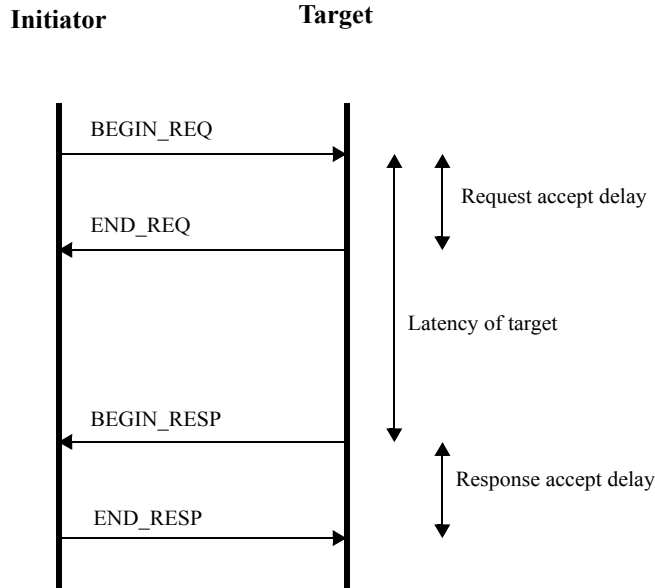 Initiator
Target
BEGIN_REQ
Request accept delay
END_REQ
Latency of target
BEGIN_RESP
Response accept delay
END_RESP